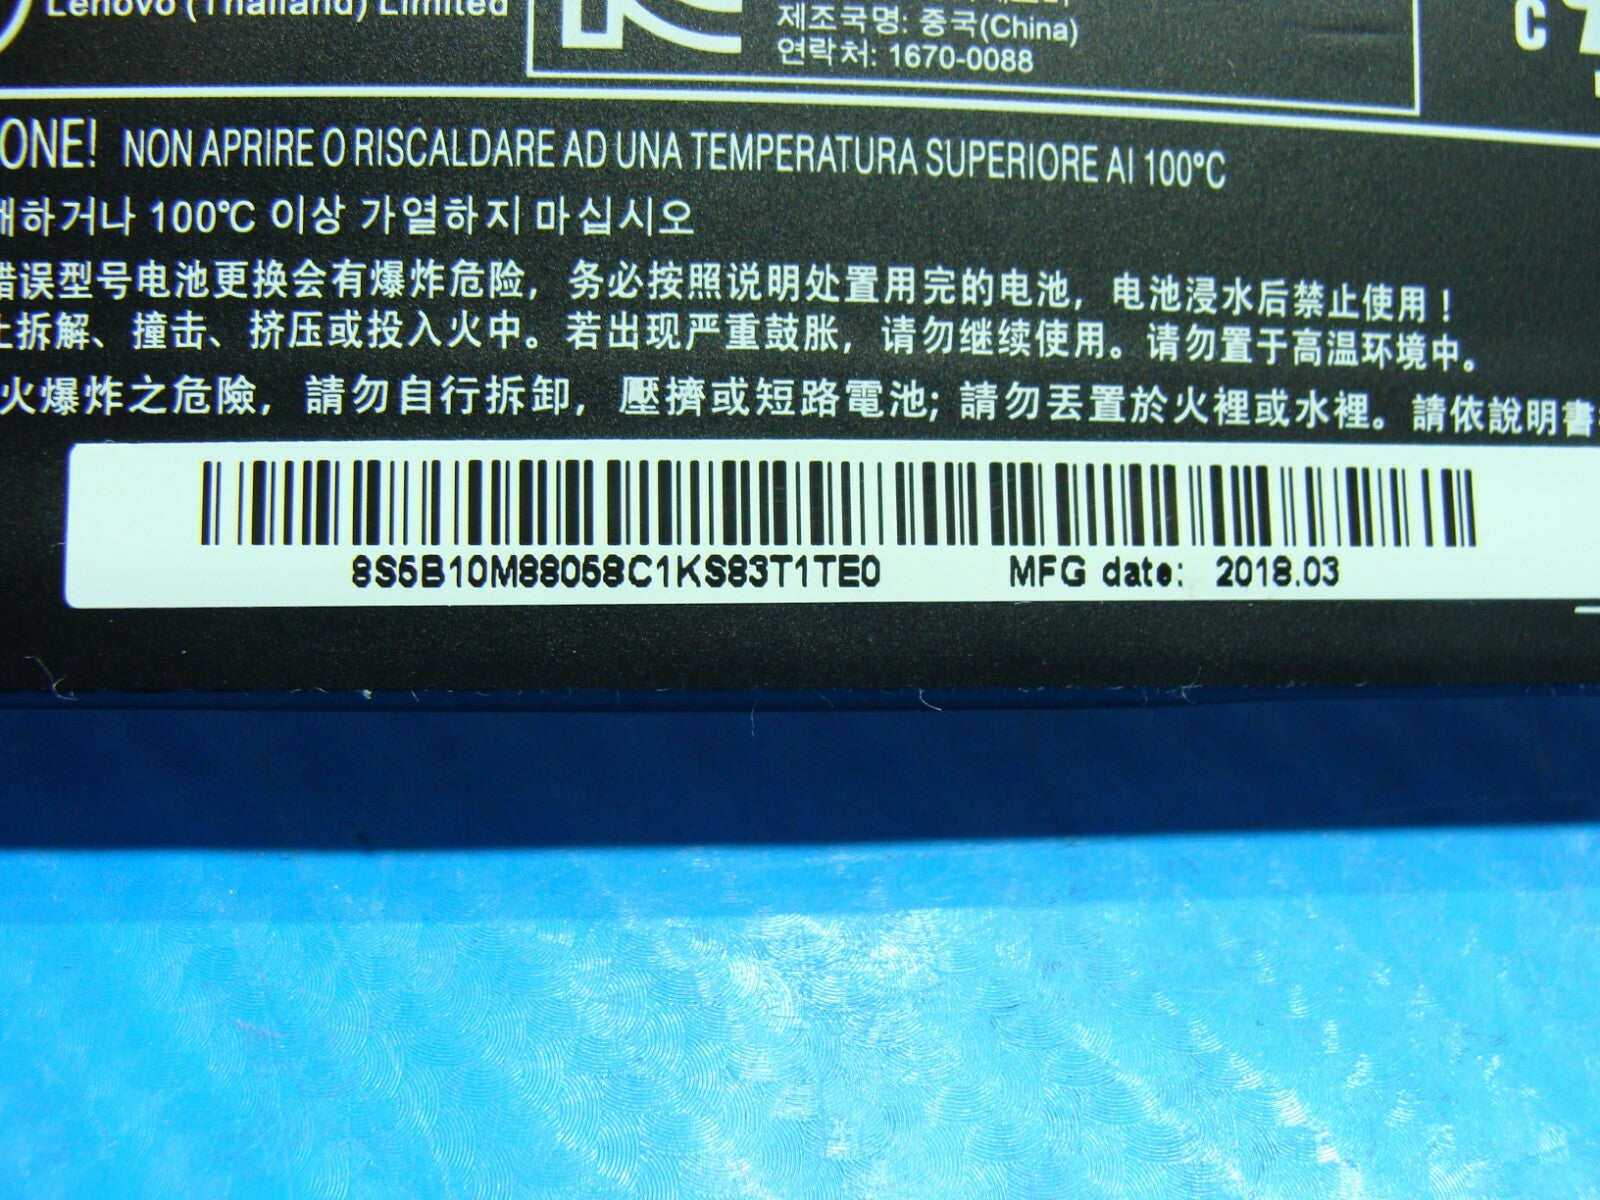 Lenovo (Thailand) Limited
제조국명: 중국(China)
연락처: 1670-0088
C
ONE! NON APRIRE O RISCALDARE AD UNA TEMPERATURA SUPERIORE AI 100°C
해하거나 100℃ 이상 가열하지 마십시오
错误型号电池更换会有爆炸危险，务必按照说明处置用完的电池，电池浸水后禁止使用！
止拆解、撞击、挤压或投入火中。若出现严重鼓胀，请勿继续使用。请勿置于高温环境中。
火爆炸之危險，請勿自行拆卸，壓擠或短路電池; 請勿丟置於火裡或水裡。請依說明書
8S5B10M88058C1KS83T1TE0 MFG date: 2018.03